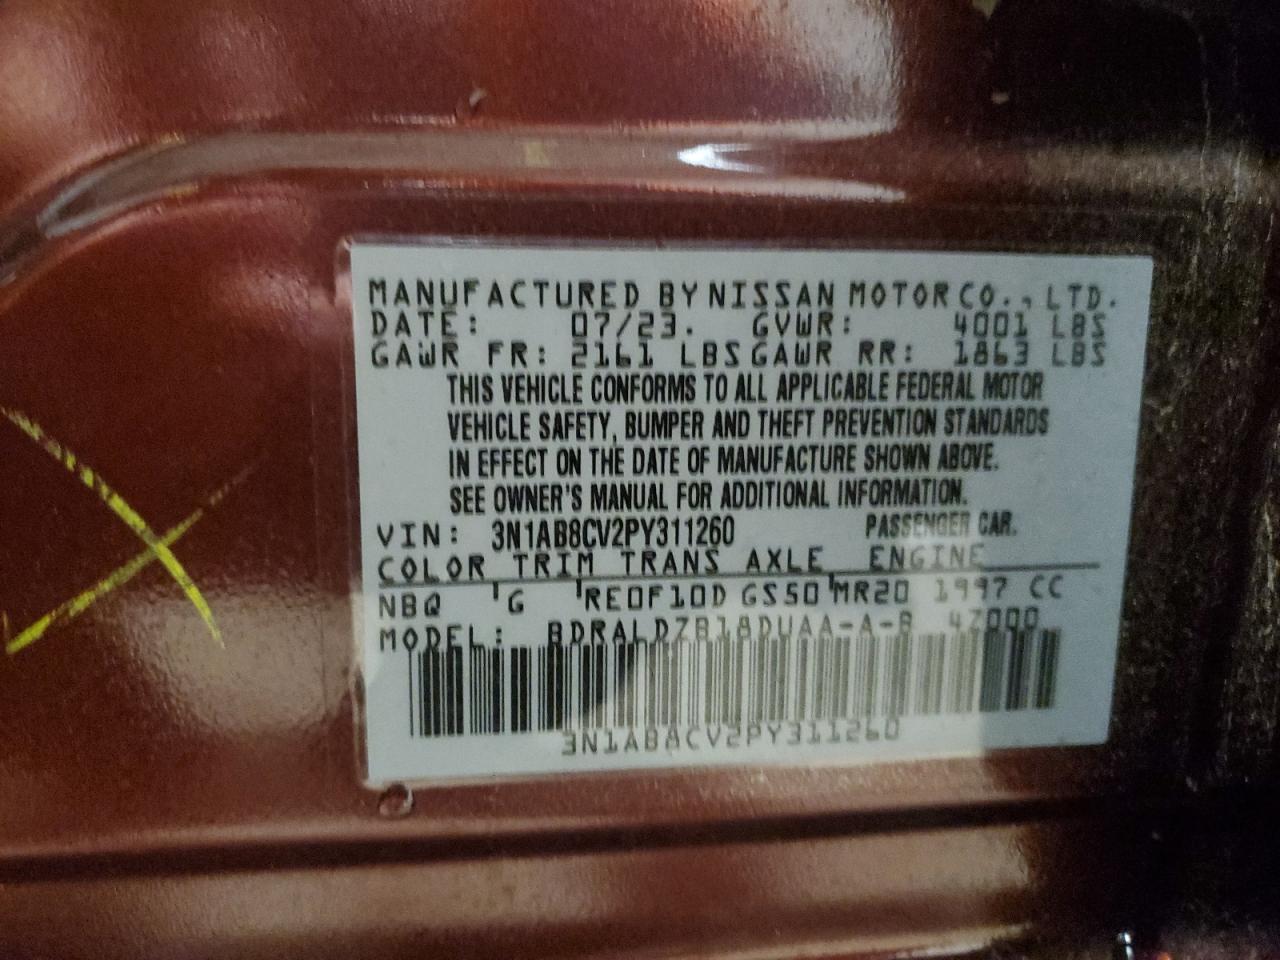 MANUFACTURED BY NISSAN MOTOR CO., LTD.
DATE: 07/23. GVWR: 4001 LBS
GAWR FR: 2161 LBS GAWR RR: 1863 LBS
THIS VEHICLE CONFORMS TO ALL APPLICABLE FEDERAL MOTOR
VEHICLE SAFETY, BUMPER AND THEFT PREVENTION STANDARDS
IN EFFECT ON THE DATE OF MANUFACTURE SHOWN ABOVE.
SEE OWNER'S MANUAL FOR ADDITIONAL INFORMATION.
VIN: 3N1AB8CV2PY311260 PASSENGER CAR.
COLOR TRIM TRANS AXLE ENGINE
NBQ G RE0F10D GS50 MR20 1997 CC
MODEL: BDRALDZB18DUAA-A-B 4Z000
3N1AB8CV2PY311260